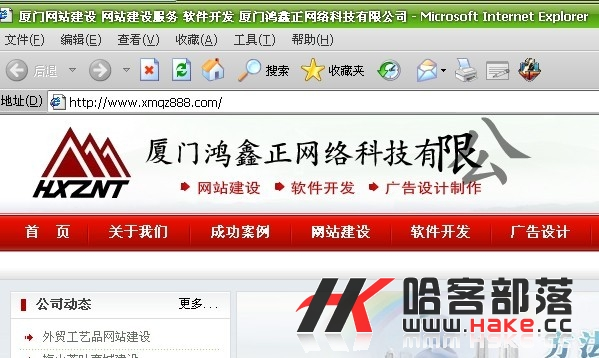 厦门网站建设 网站建设服务 软件开发 厦门鸿鑫正网络科技有限公司 - Microsoft Internet Explorer
文件(F) 编辑(E) 查看(V) 收藏(A) 工具(T) 帮助(H)
后退 搜索 收藏夹
地址(D) http://www.xmqz888.com/
HXZNT 厦门鸿鑫正网络科技有限公
网站建设 软件开发 广告设计制作
首 页 关于我们 成功案例 网站建设 软件开发 广告设计
公司动态 更多...
外贸工艺品网站建设
哈客部落
www.Hake.cc